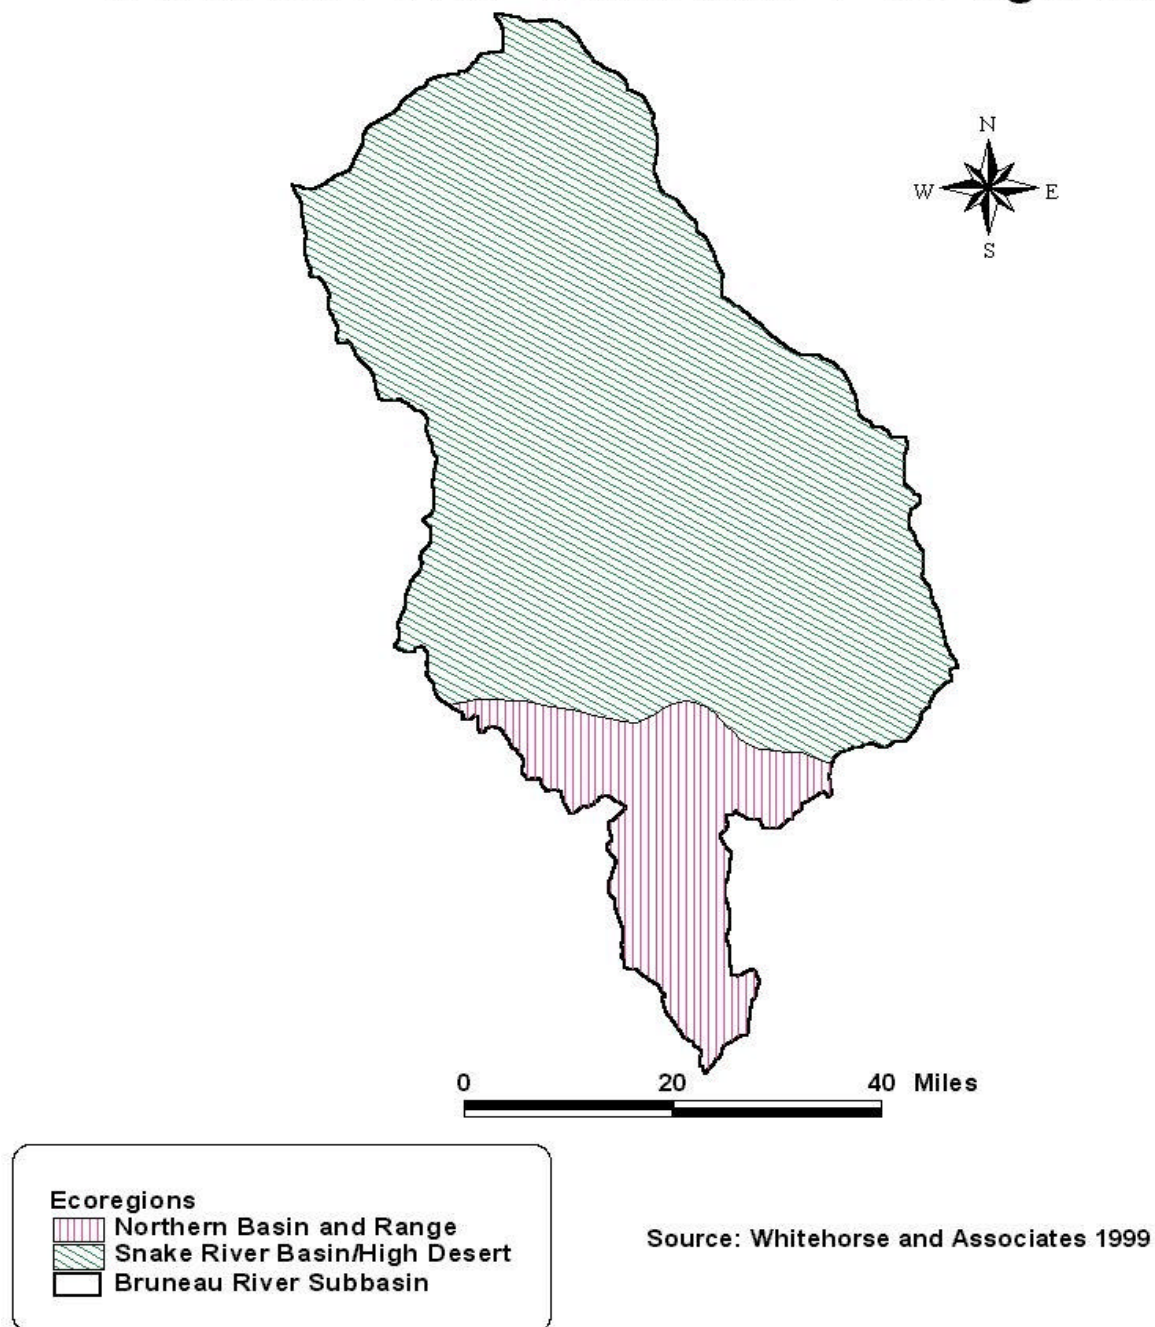 N
W E
S
0 20 40 Miles
Ecoregions
Northern Basin and Range
Snake River Basin/High Desert
Bruneau River Subbasin
Source: Whitehorse and Associates 1999